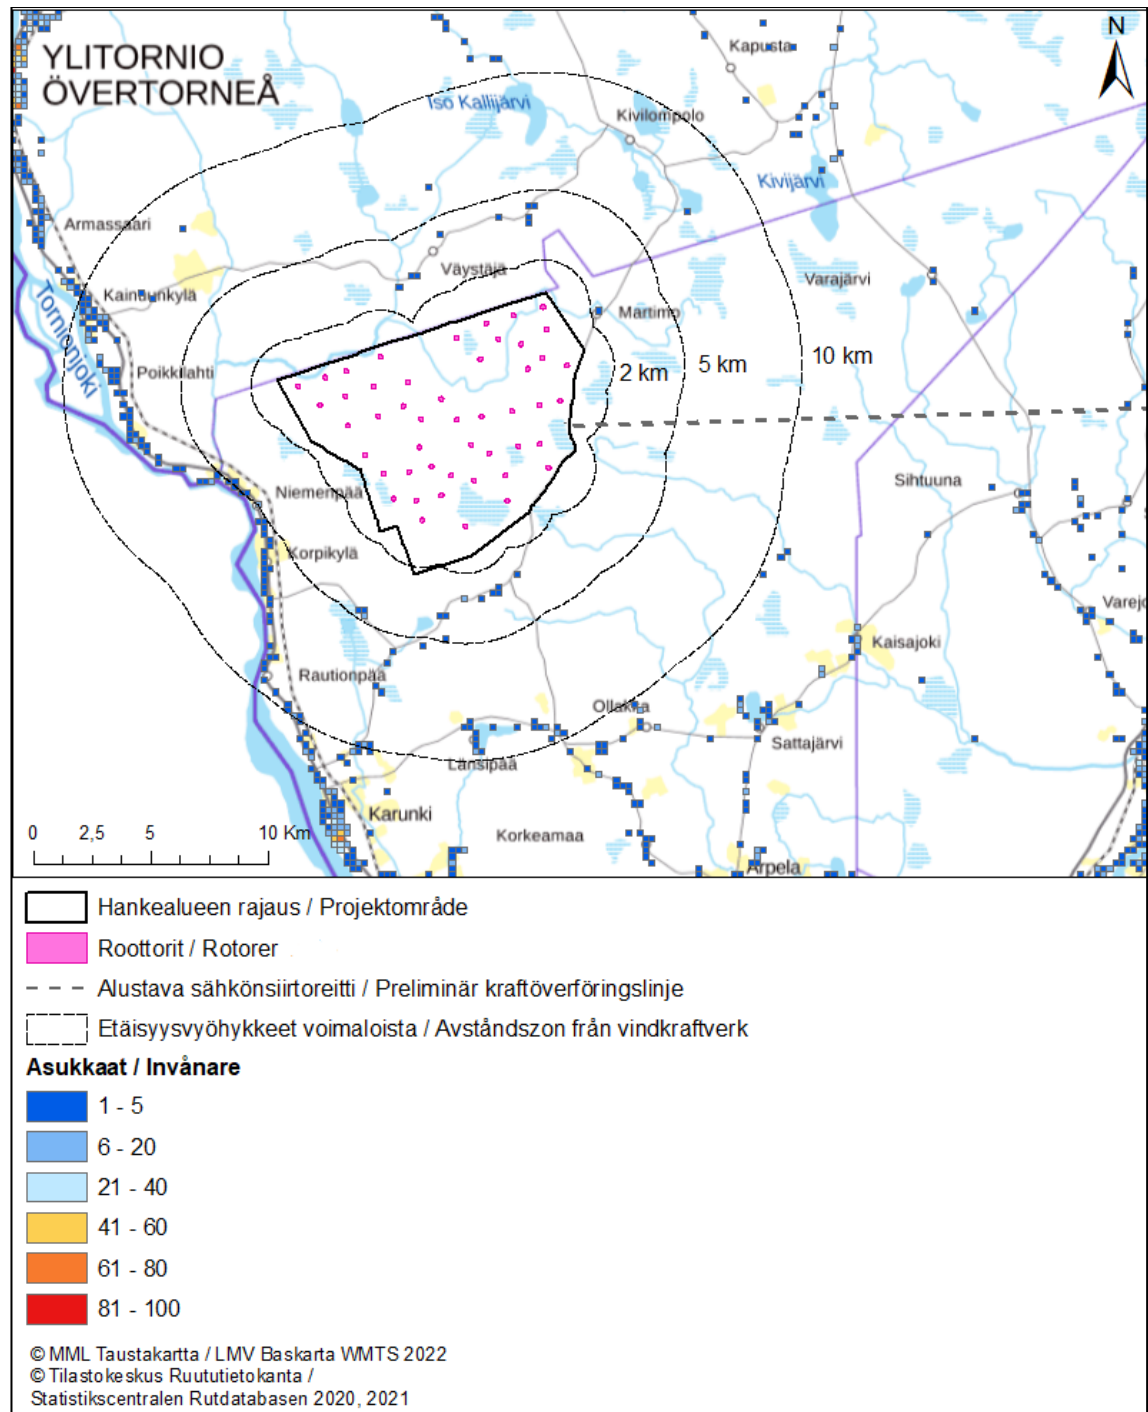 YLITORNIO
ÖVERTORNEÅ
N
Kapusta
Iso Kallijärvi
Kivilompolo
Kivijärvi
Armassaari
Väystäjä
Varajärvi
Kainuunkylä
Tornionjoki
Martimo
Poikkilahti
2 km
5 km
10 km
Sihtuuna
Niemenpää
Korpikylä
Kaisajoki
Rautionpää
Ollakka
Sattajärvi
Länsipää
Karunki
Korkeamaa
Arpela
0 2,5 5 10 Km
Hankealueen rajaus / Projektområde
Roottorit / Rotorer
Alustava sähkönsiirtoreitti / Preliminär kraftöverföringslinje
Etäisyysvyöhykkeet voimaloista / Avståndszon från vindkraftverk
Asukkaat / Invånare
1 - 5
6 - 20
21 - 40
41 - 60
61 - 80
81 - 100
© MML Taustakartta / LMV Baskarta WMTS 2022
© Tilastokeskus Ruututietokanta /
Statistikscentralen Rutdatabasen 2020, 2021